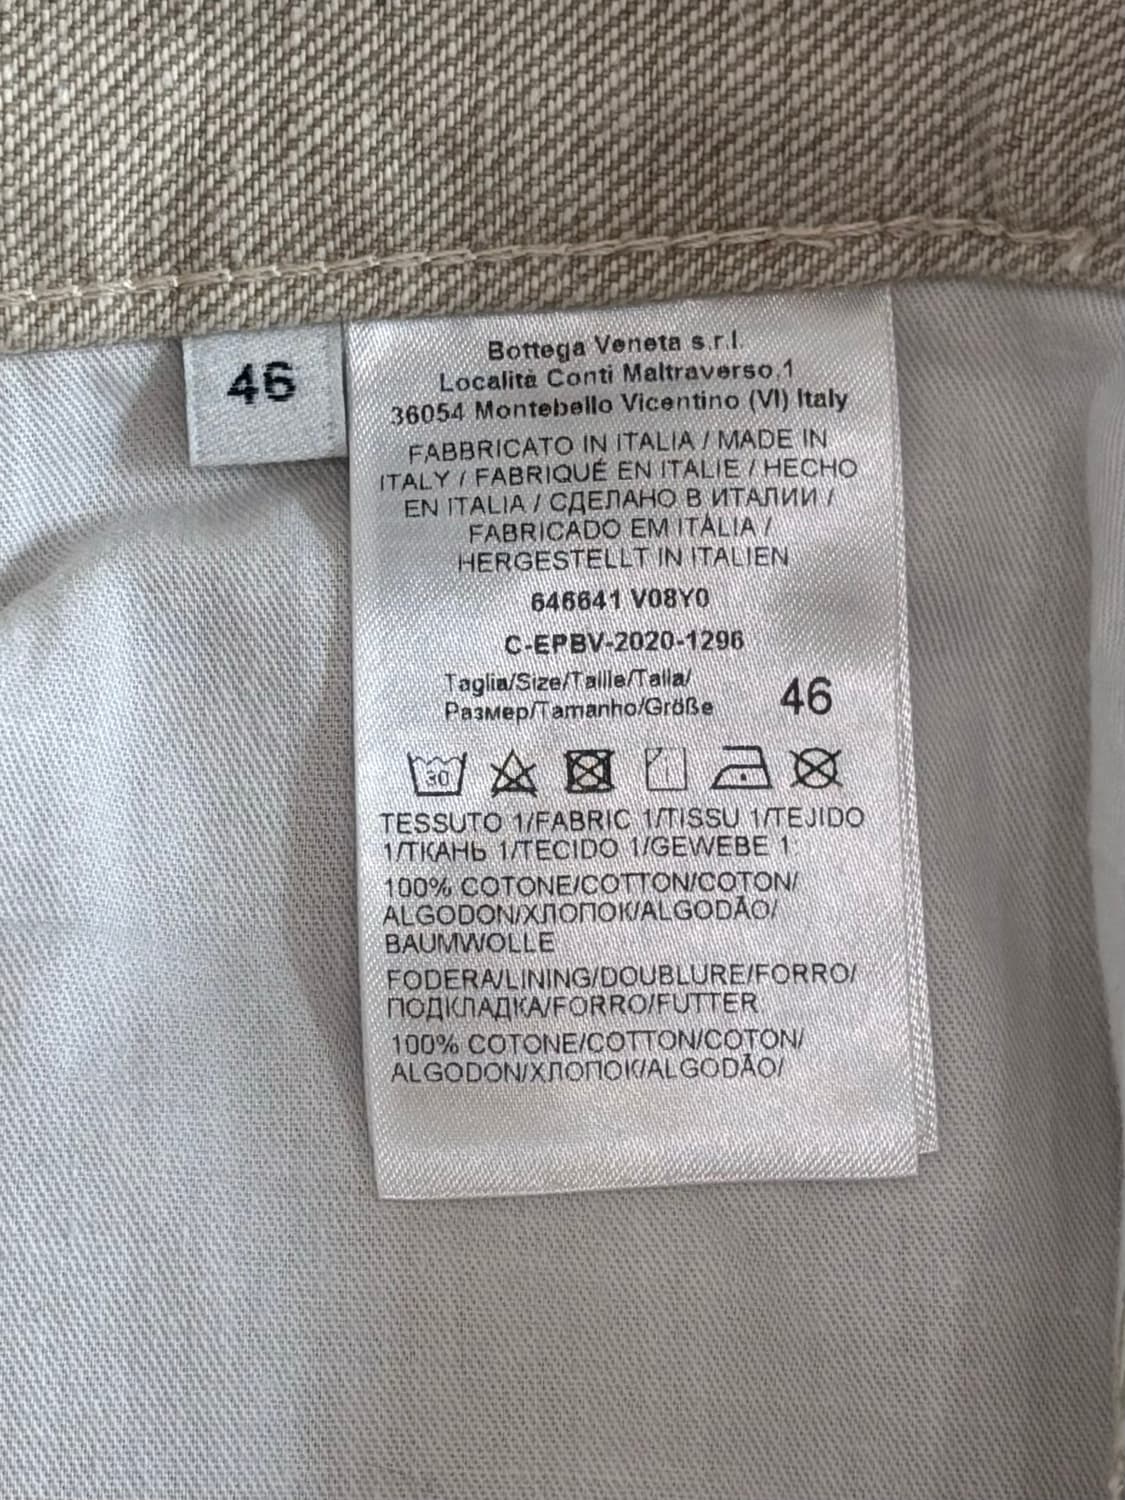 46
Bottega Veneta s.r.l.
Località Conti Maltraverso,1
36054 Montebello Vicentino (VI) Italy
FABBRICATO IN ITALIA / MADE IN
ITALY / FABRIQUÉ EN ITALIE / HECHO
EN ITALIA / СДЕЛАНО В ИТАЛИИ /
FABRICADO EM ITÁLIA /
HERGESTELLT IN ITALIEN
646641 V08Y0
C-EPBV-2020-1296
Taglia/Size/Taille/Talla/
Размер/Tamanho/Größe
46
30
TESSUTO 1/FABRIC 1/TISSU 1/TEJIDO
1/ТКАНЬ 1/TECIDO 1/GEWEBE 1
100% COTONE/COTTON/COTON/
ALGODON/ХЛОПОК/ALGODÃO/
BAUMWOLLE
FODERA/LINING/DOUBLURE/FORRO/
ПОДКЛАДКА/FORRO/FUTTER
100% COTONE/COTTON/COTON/
ALGODON/ХЛОПОК/ALGODÃO/